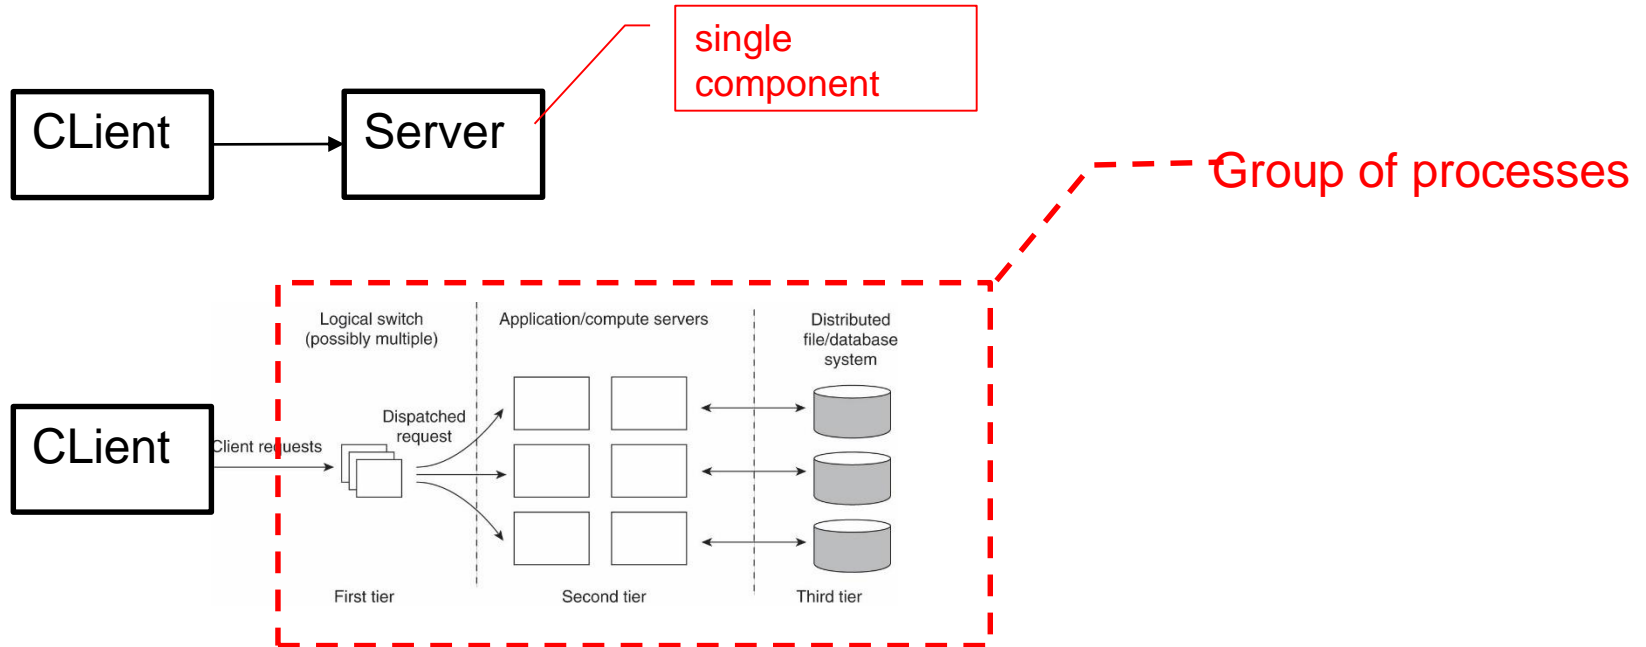 single
component
CLient
Server
Group of processes
Logical switch
(possibly multiple)
Application/compute servers
Distributed
file/database
system
Dispatched
request
CLient
Client requests
First tier
Second tier
Third tier